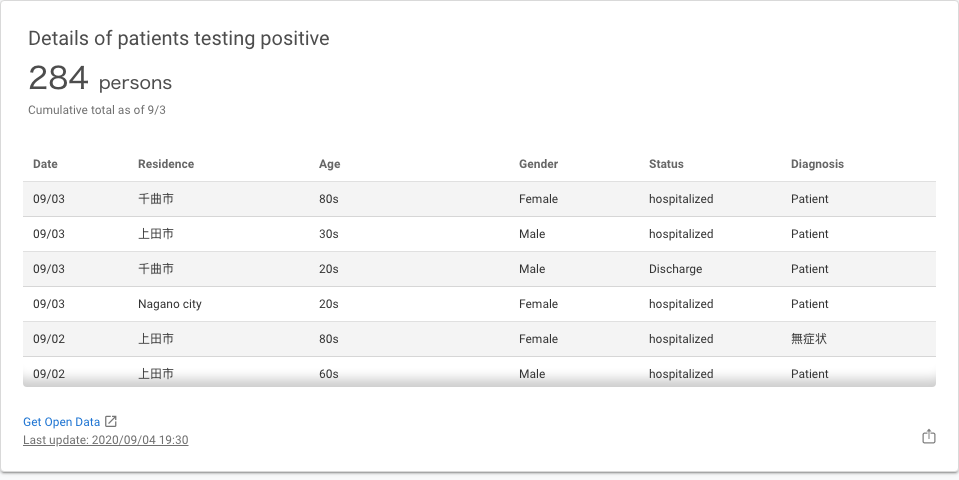 Details of patients testing positive
284 persons
Cumulative total as of 9/3
Date Residence Age Gender Status Diagnosis
09/03 千曲市 80s Female hospitalized Patient
09/03 上田市 30s Male hospitalized Patient
09/03 千曲市 20s Male Discharge Patient
09/03 Nagano city 20s Female hospitalized Patient
09/02 上田市 80s Female hospitalized 無症状
09/02 上田市 60s Male hospitalized Patient
Get Open Data
Last update: 2020/09/04 19:30